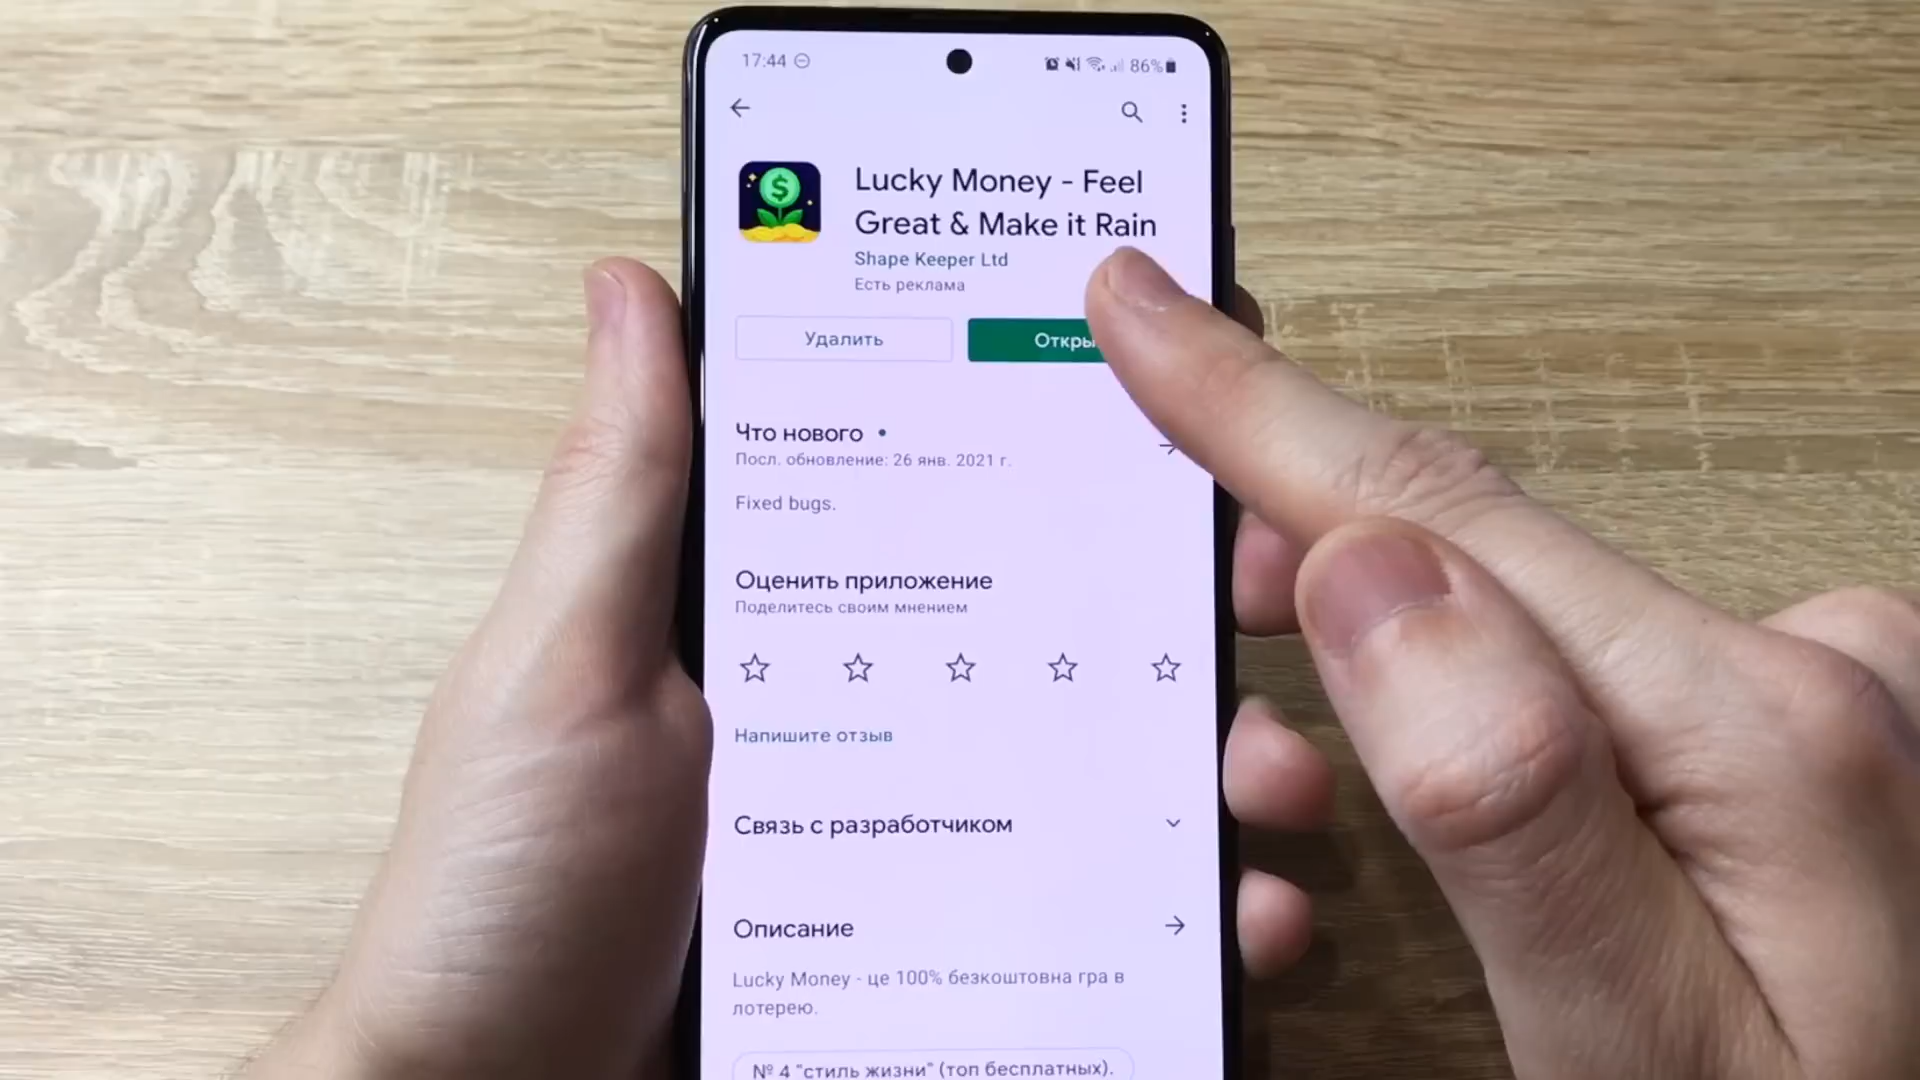 17:44
86%
$
Lucky Money - Feel
Great & Make it Rain
Shape Keeper Ltd
Есть реклама
Удалить
Откры
Что нового
Посл. обновление: 26 янв. 2021 г.
Fixed bugs.
Оценить приложение
Поделитесь своим мнением
Напишите отзыв
Связь с разработчиком
Описание
Lucky Money - це 100% безкоштовна гра в
лотерею.
№ 4 "стиль жизни" (топ бесплатных).